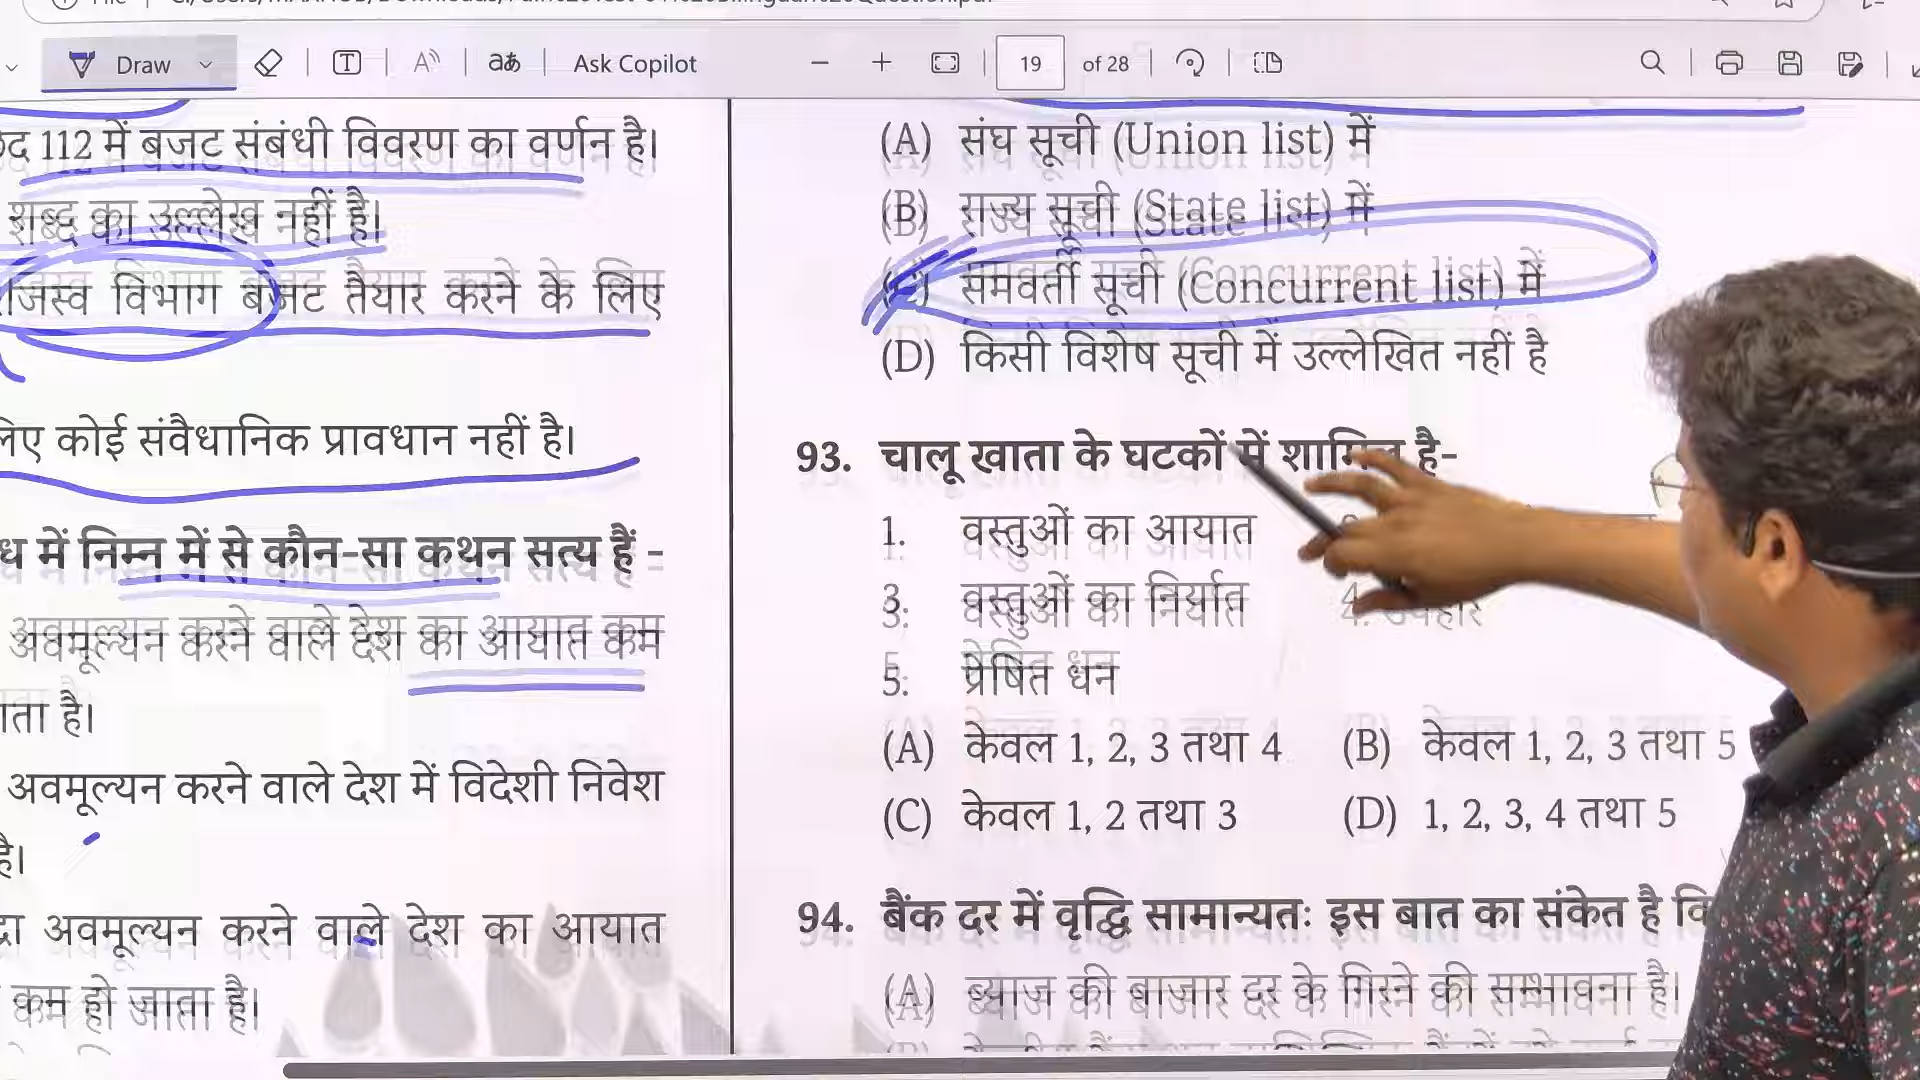 Draw
Ask Copilot
19 of 28
112 में बजट संबंधी विवरण का वर्णन है।
शब्द का उल्लेख नहीं है।
विभाग बजट तैयार करने के लिए
कोई संवैधानिक प्रावधान नहीं है।
में निम्न में से कौन-सा कथन सत्य हैं -
अवमूल्यन करने वाले देश का आयात कम
है।
अवमूल्यन करने वाले देश में विदेशी निवेश
है।
अवमूल्यन करने वाले देश का आयात
कम हो जाता है।
(A) संघ सूची (Union list) में
(B) राज्य सूची (State list) में
(C) समवर्ती सूची (Concurrent list) में
(D) किसी विशेष सूची में उल्लेखित नहीं है
93. चालू खाता के घटकों में शामिल है-
1. वस्तुओं का आयात
3. वस्तुओं का निर्यात 4. उपहार
5. प्रेषित धन
(A) केवल 1, 2, 3 तथा 4 (B) केवल 1, 2, 3 तथा 5
(C) केवल 1, 2 तथा 3 (D) 1, 2, 3, 4 तथा 5
94. बैंक दर में वृद्धि सामान्यतः इस बात का संकेत है
(A) ब्याज की बाजार दर के गिरने की सम्भावना है।